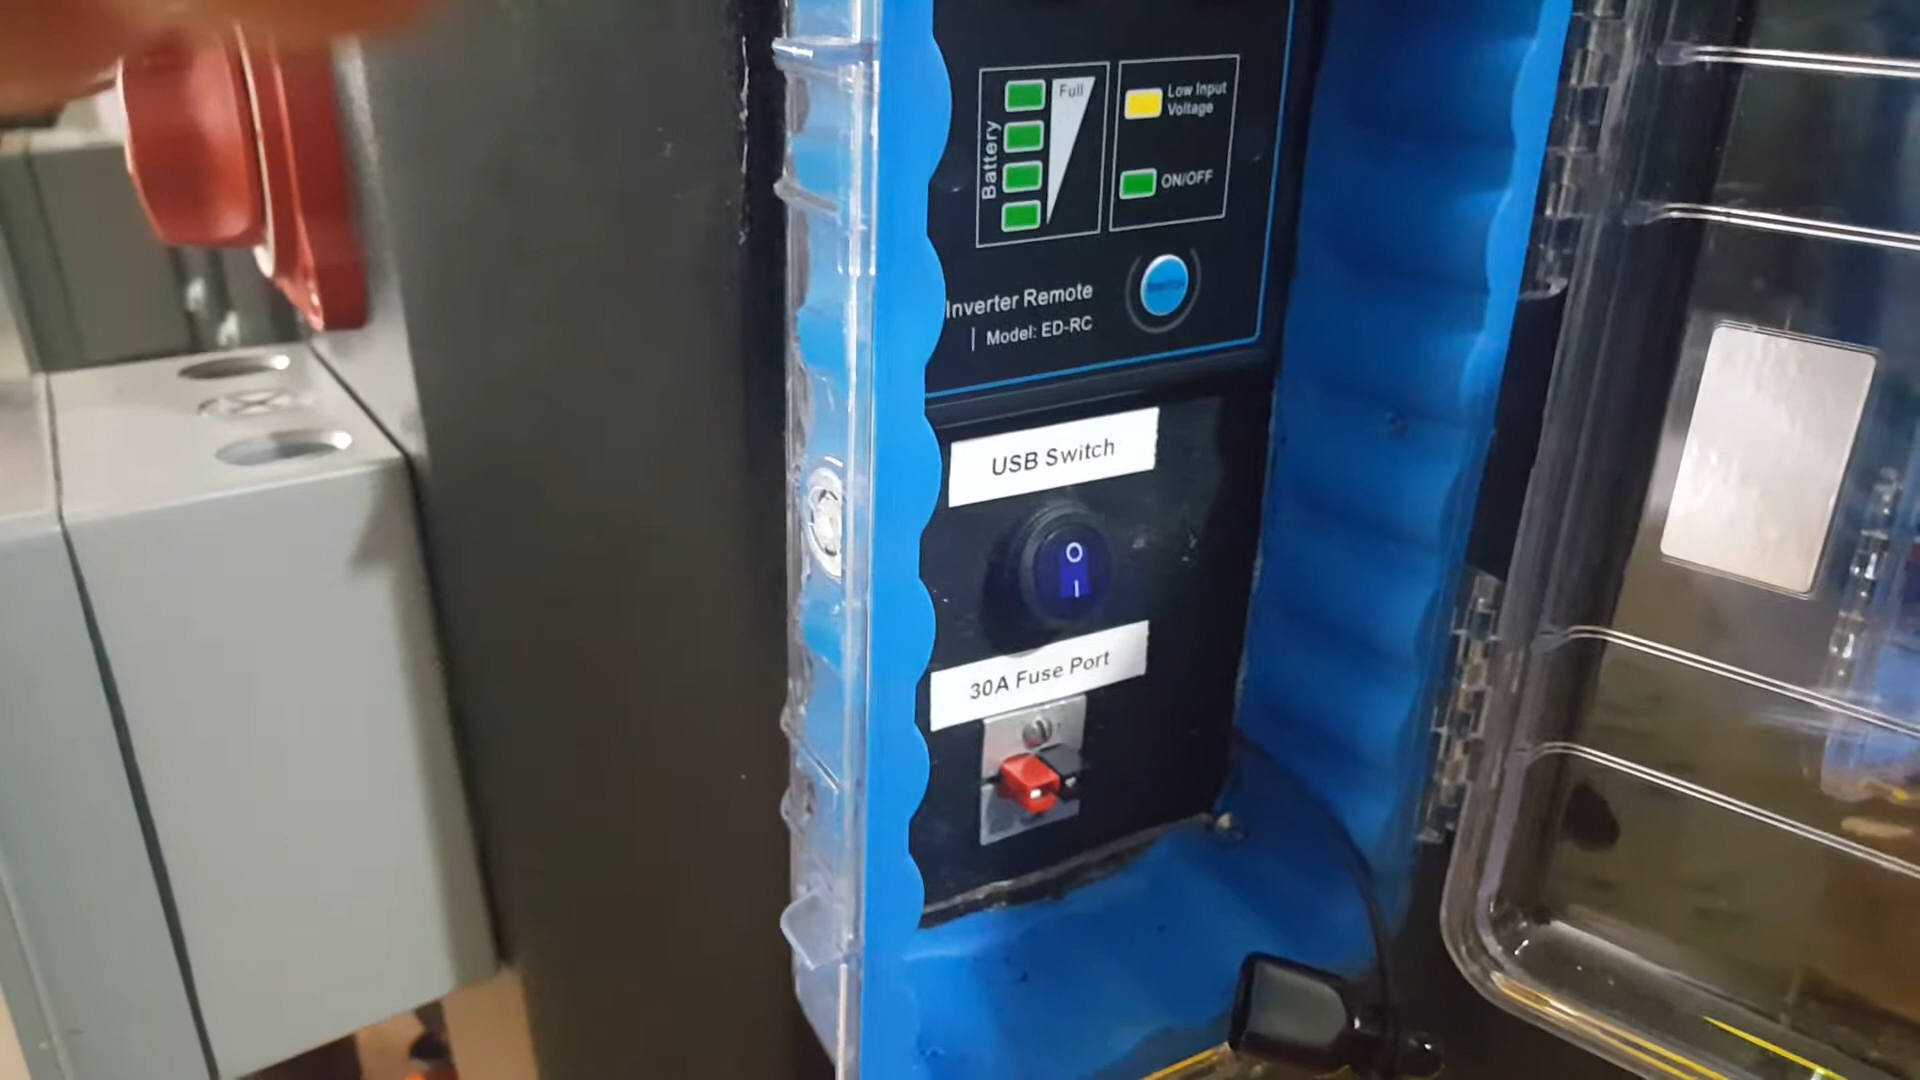 Battery
Full
Low Input
Voltage
ON/OFF
Inverter Remote
Model: ED-RC
USB Switch
O
I
30A Fuse Port